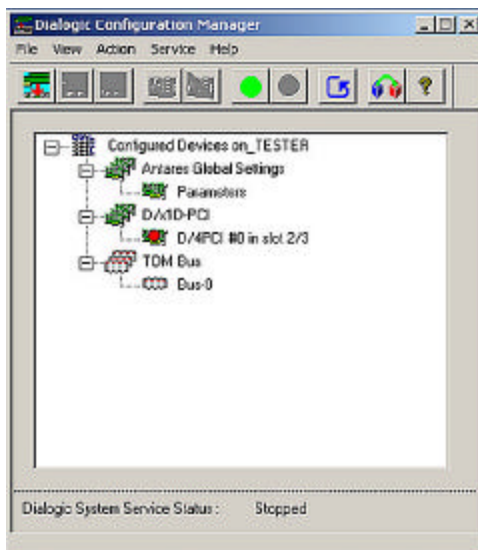 Dialogic Configuration Manager
File View Action Service Help
Configured Devices on_TESTER
Antares Global Settings
Parameters
D/x1D-PCI
D/4PCI #0 in slot 2/3
TDM Bus
Bus-0
Dialogic System Service Status : Stopped